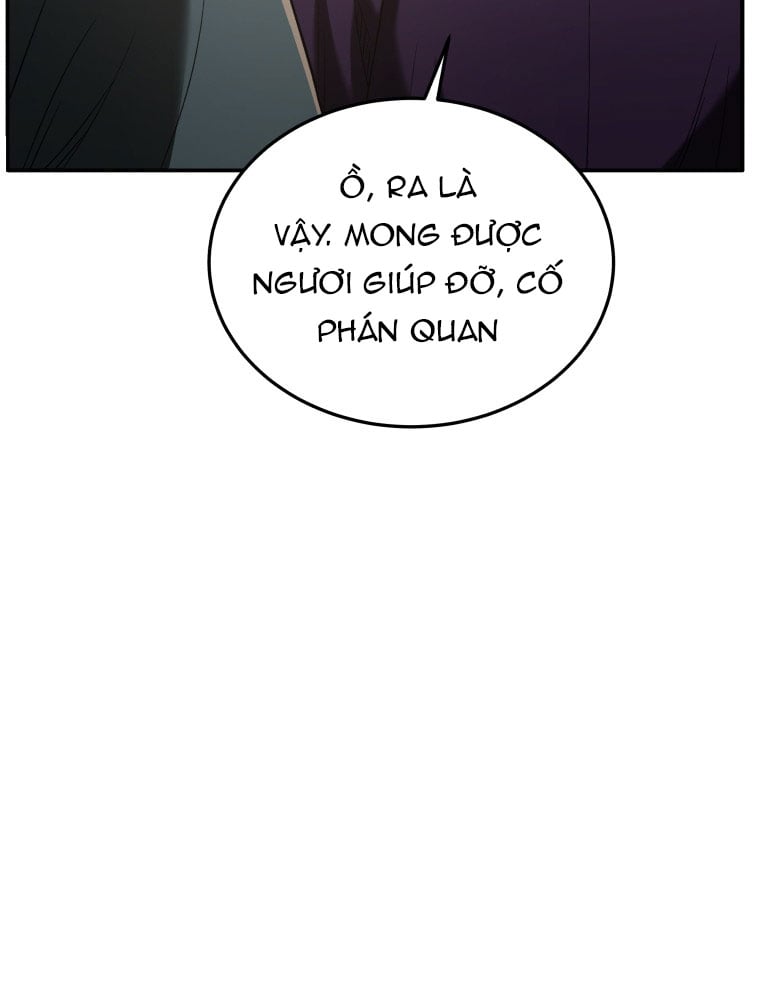 Ồ, RA LÀ
VẬY. MONG ĐƯỢC
NGƯƠI GIÚP ĐỠ, CỐ
PHÁN QUAN